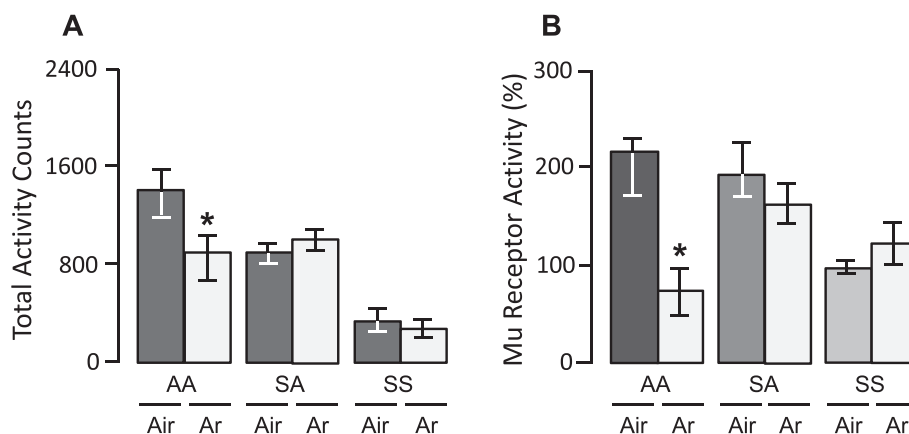 A
Total Activity Counts
2400
1600
800
0
*
AA SA SS
Air Ar Air Ar Air Ar
B
Mu Receptor Activity (%)
300
200
100
0
*
AA SA SS
Air Ar Air Ar Air Ar